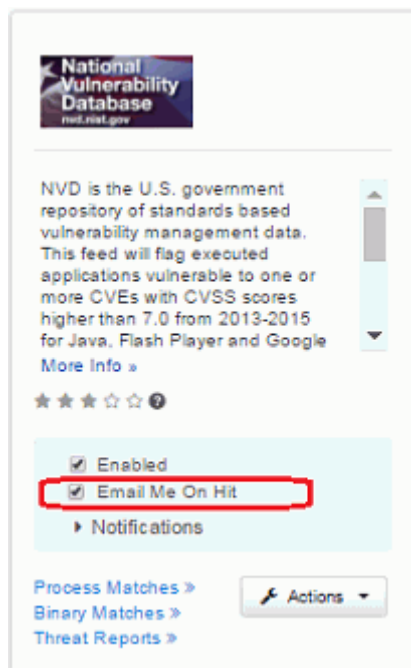 National
Vulnerability
Database
nvd.nist.gov
NVD is the U.S. government
repository of standards based
vulnerability management data.
This feed will flag executed
applications vulnerable to one or
more CVEs with CVSS scores
higher than 7.0 from 2013-2015
for Java, Flash Player and Google
More Info »
?
Enabled
Email Me On Hit
Notifications
Process Matches »
Binary Matches »
Threat Reports »
Actions